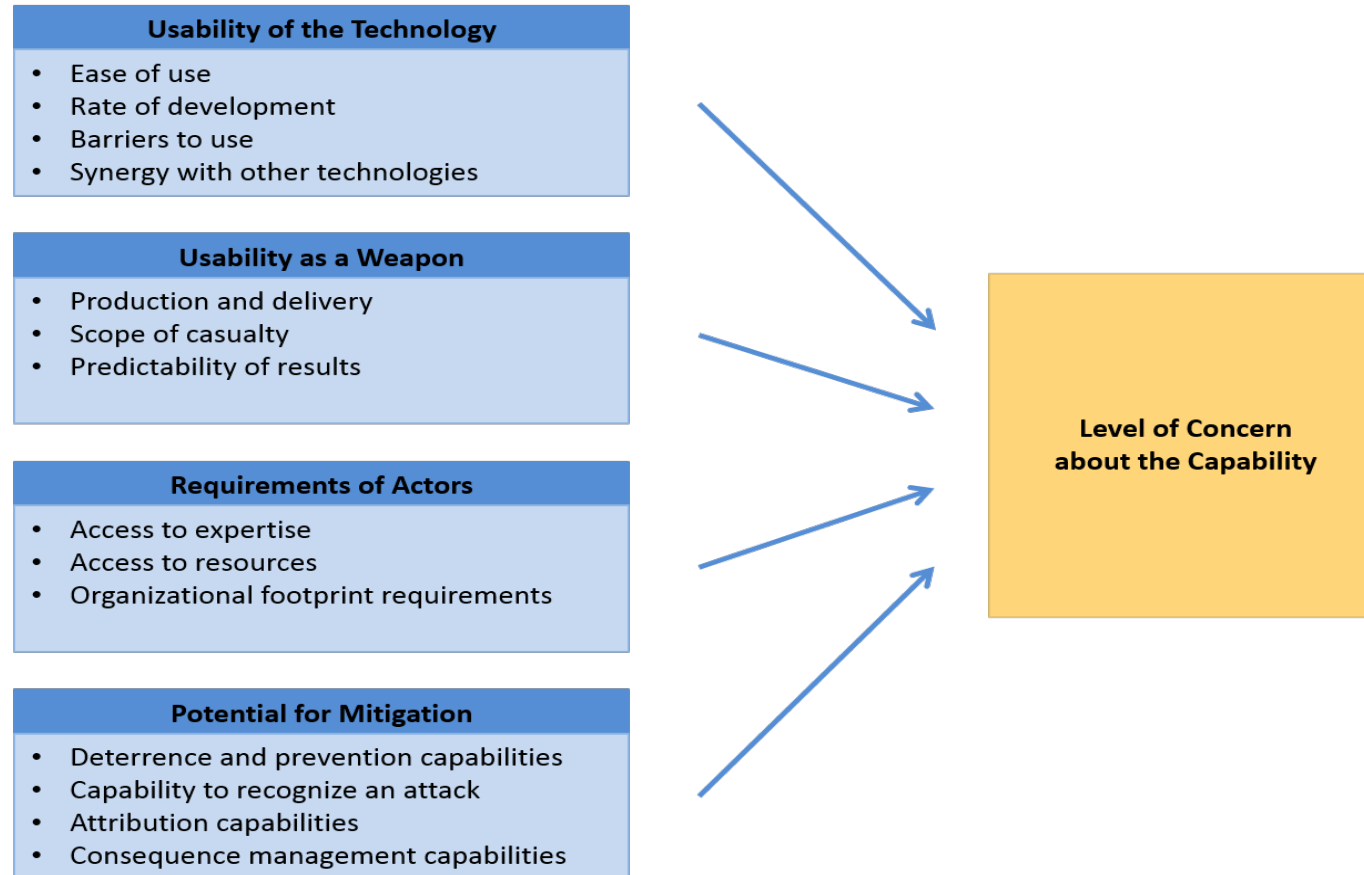 Usability of the Technology
• Ease of use
• Rate of development
• Barriers to use
• Synergy with other technologies
Usability as a Weapon
• Production and delivery
• Scope of casualty
• Predictability of results
Requirements of Actors
• Access to expertise
• Access to resources
• Organizational footprint requirements
Potential for Mitigation
• Deterrence and prevention capabilities
• Capability to recognize an attack
• Attribution capabilities
• Consequence management capabilities
Level of Concern
about the Capability